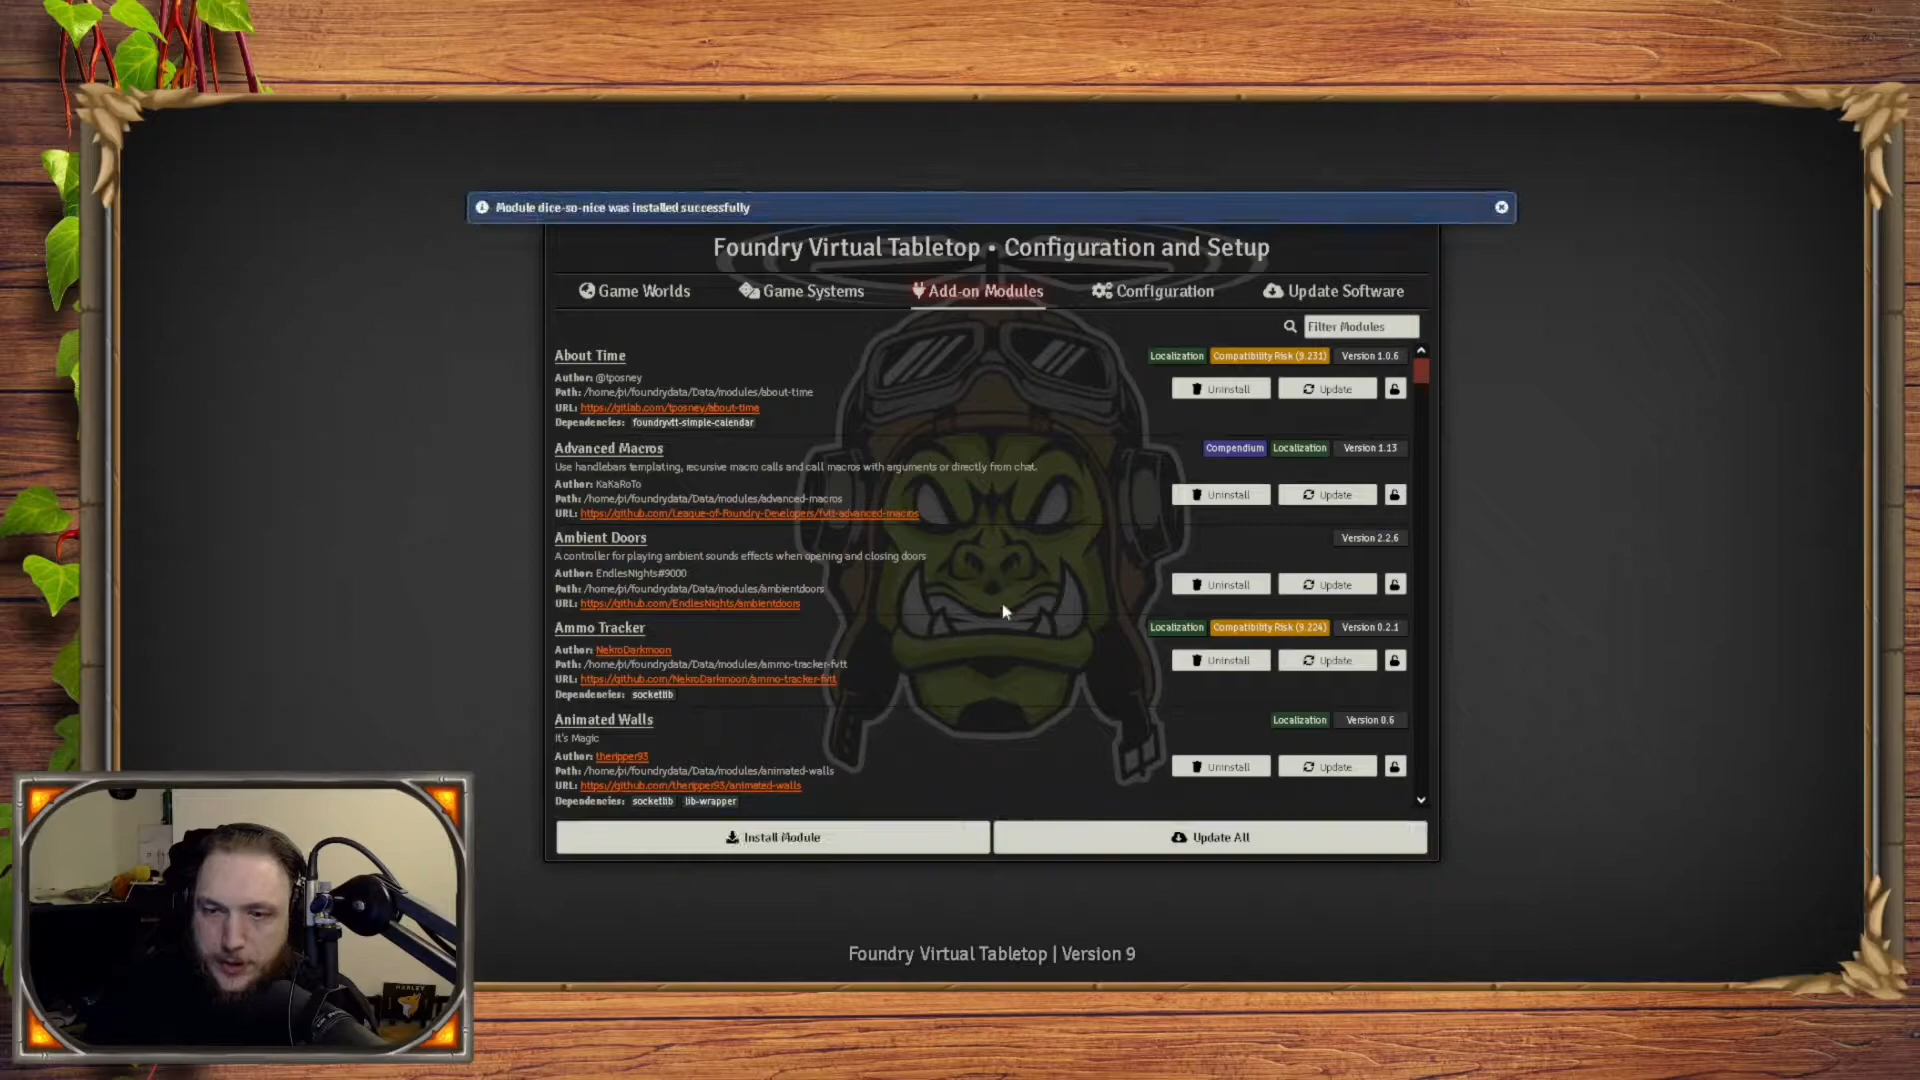 Module dice-so-nice was installed successfully
Foundry Virtual Tabletop • Configuration and Setup
Game Worlds Game Systems Add-on Modules Configuration Update Software
Filter Modules
About Time Localization Compatibility Risk (9.231) Version 1.0.6
Author: @tposney
Uninstall Update
Path: /home/pi/foundrydata/Data/modules/about-time
URL: https://gitlab.com/tposney/about-time
Dependencies: foundryvtt-simple-calendar
Advanced Macros Compendium Localization Version 1.13
Use handlebars templating, recursive macro calls and call macros with arguments or directly from chat.
Author: KaKaRoTo
Uninstall Update
Path: /home/pi/foundrydata/Data/modules/advanced-macros
URL: https://github.com/League-of-Foundry-Developers/fvtt-advanced-macros
Ambient Doors Version 2.2.6
A controller for playing ambient sounds effects when opening and closing doors
Author: EndlesNights#9000
Uninstall Update
Path: /home/pi/foundrydata/Data/modules/ambientdoors
URL: https://github.com/EndlesNights/ambientdoors
Ammo Tracker Localization Compatibility Risk (9.224) Version 0.2.1
Author: NekroDarkmoon
Uninstall Update
Path: /home/pi/foundrydata/Data/modules/ammo-tracker-fvtt
URL: https://github.com/NekroDarkmoon/ammo-tracker-fvtt
Dependencies: socketlib
Animated Walls Localization Version 0.6
It's Magic
Author: theripper93
Uninstall Update
Path: /home/pi/foundrydata/Data/modules/animated-walls
URL: https://github.com/theripper93/animated-walls
Dependencies: socketlib lib-wrapper
Install Module Update All
Foundry Virtual Tabletop | Version 9
HARLEY